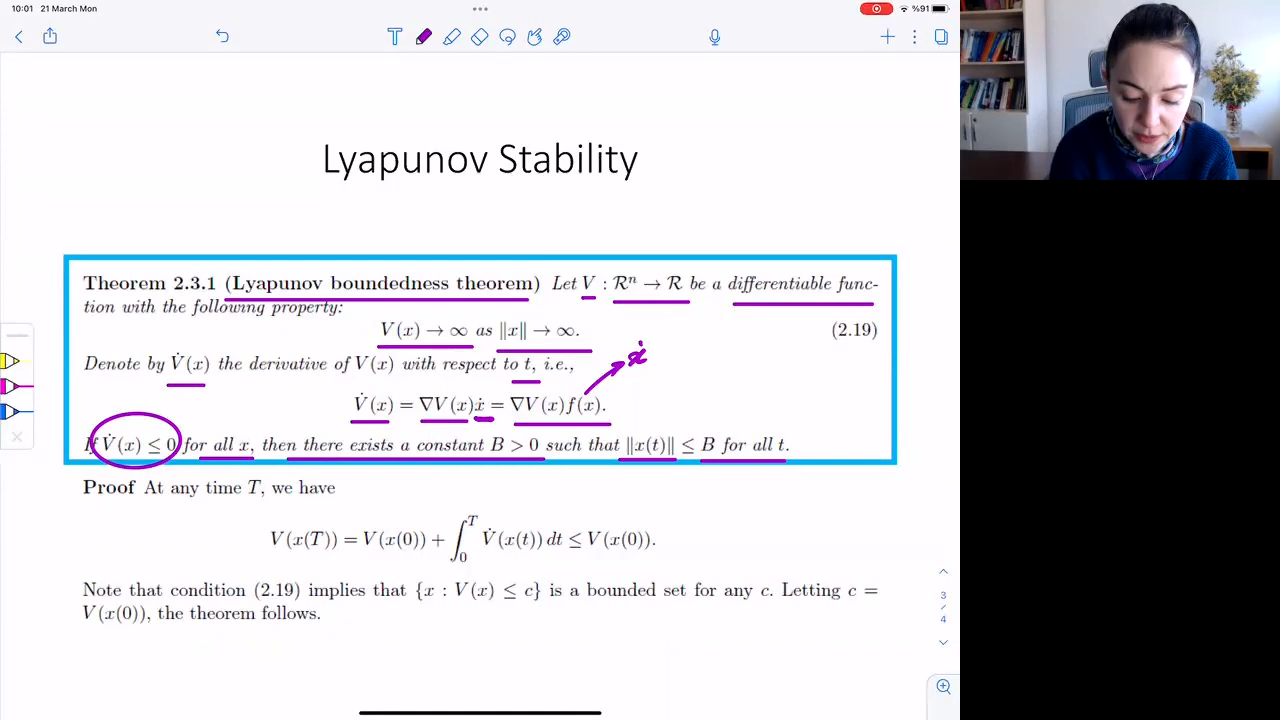 10:01 21 March Mon
%91
Lyapunov Stability
Theorem 2.3.1 (Lyapunov boundedness theorem) Let V : Rⁿ → R be a differentiable func-
tion with the following property:
V(x) → ∞ as ‖x‖ → ∞. (2.19)
ẋ
Denote by V̇(x) the derivative of V(x) with respect to t, i.e.,
V̇(x) = ∇V(x)ẋ = ∇V(x)f(x).
If V̇(x) ≤ 0 for all x, then there exists a constant B > 0 such that ‖x(t)‖ ≤ B for all t.
Proof At any time T, we have
V(x(T)) = V(x(0)) + ∫₀ᵀ V̇(x(t)) dt ≤ V(x(0)).
Note that condition (2.19) implies that {x : V(x) ≤ c} is a bounded set for any c. Letting c =
V(x(0)), the theorem follows.
3
/
4